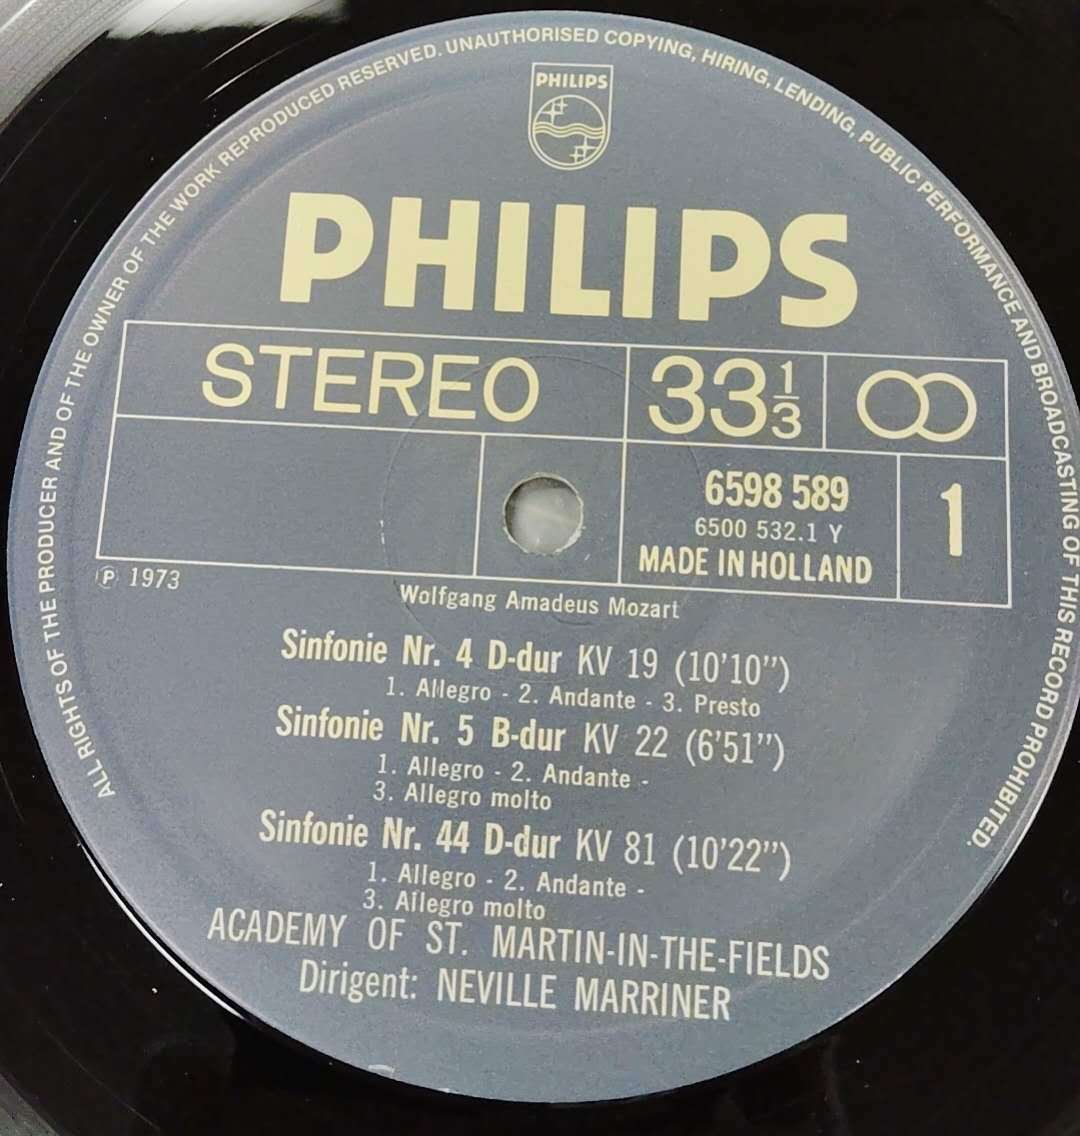 ALL RIGHTS OF THE PRODUCER AND OF THE OWNER OF THE WORK REPRODUCED RESERVED. UNAUTHORISED COPYING, HIRING, LENDING, PUBLIC PERFORMANCE AND BROADCASTING OF THIS RECORD PROHIBITED.
PHILIPS
PHILIPS
STEREO 33 1/3
6598 589
6500 532.1 Y
MADE IN HOLLAND
1
Ⓟ 1973
Wolfgang Amadeus Mozart
Sinfonie Nr. 4 D-dur KV 19 (10'10")
1. Allegro - 2. Andante - 3. Presto
Sinfonie Nr. 5 B-dur KV 22 (6'51")
1. Allegro - 2. Andante -
3. Allegro molto
Sinfonie Nr. 44 D-dur KV 81 (10'22")
1. Allegro - 2. Andante -
3. Allegro molto
ACADEMY OF ST. MARTIN-IN-THE-FIELDS
Dirigent: NEVILLE MARRINER